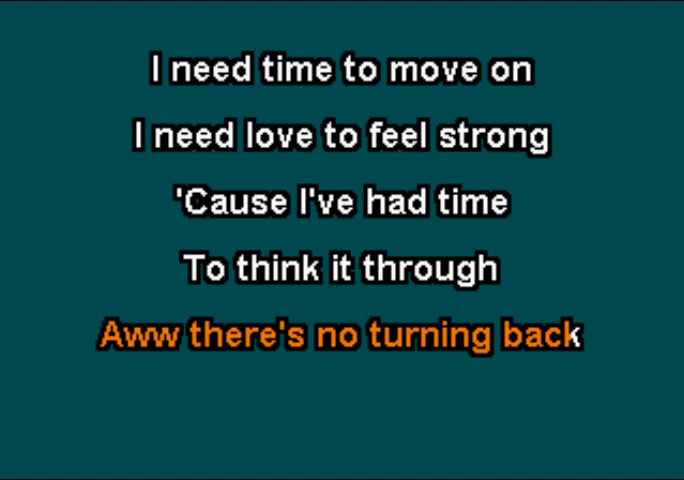 I need time to move on
I need love to feel strong
'Cause I've had time
To think it through
Aww there's no turning back